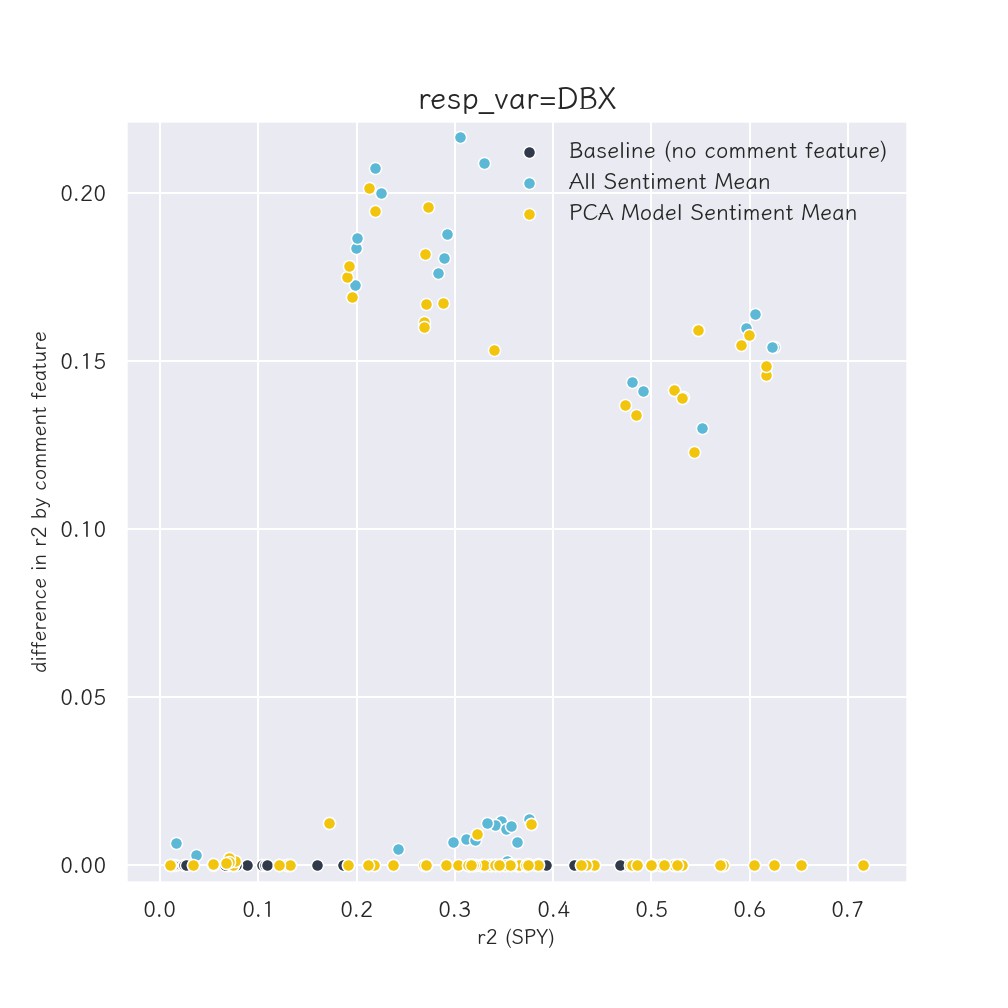 resp_var=DBX
Baseline (no comment feature)
All Sentiment Mean
PCA Model Sentiment Mean
difference in r2 by comment feature
0.20
0.15
0.10
0.05
0.00
0.0 0.1 0.2 0.3 0.4 0.5 0.6 0.7
r2 (SPY)